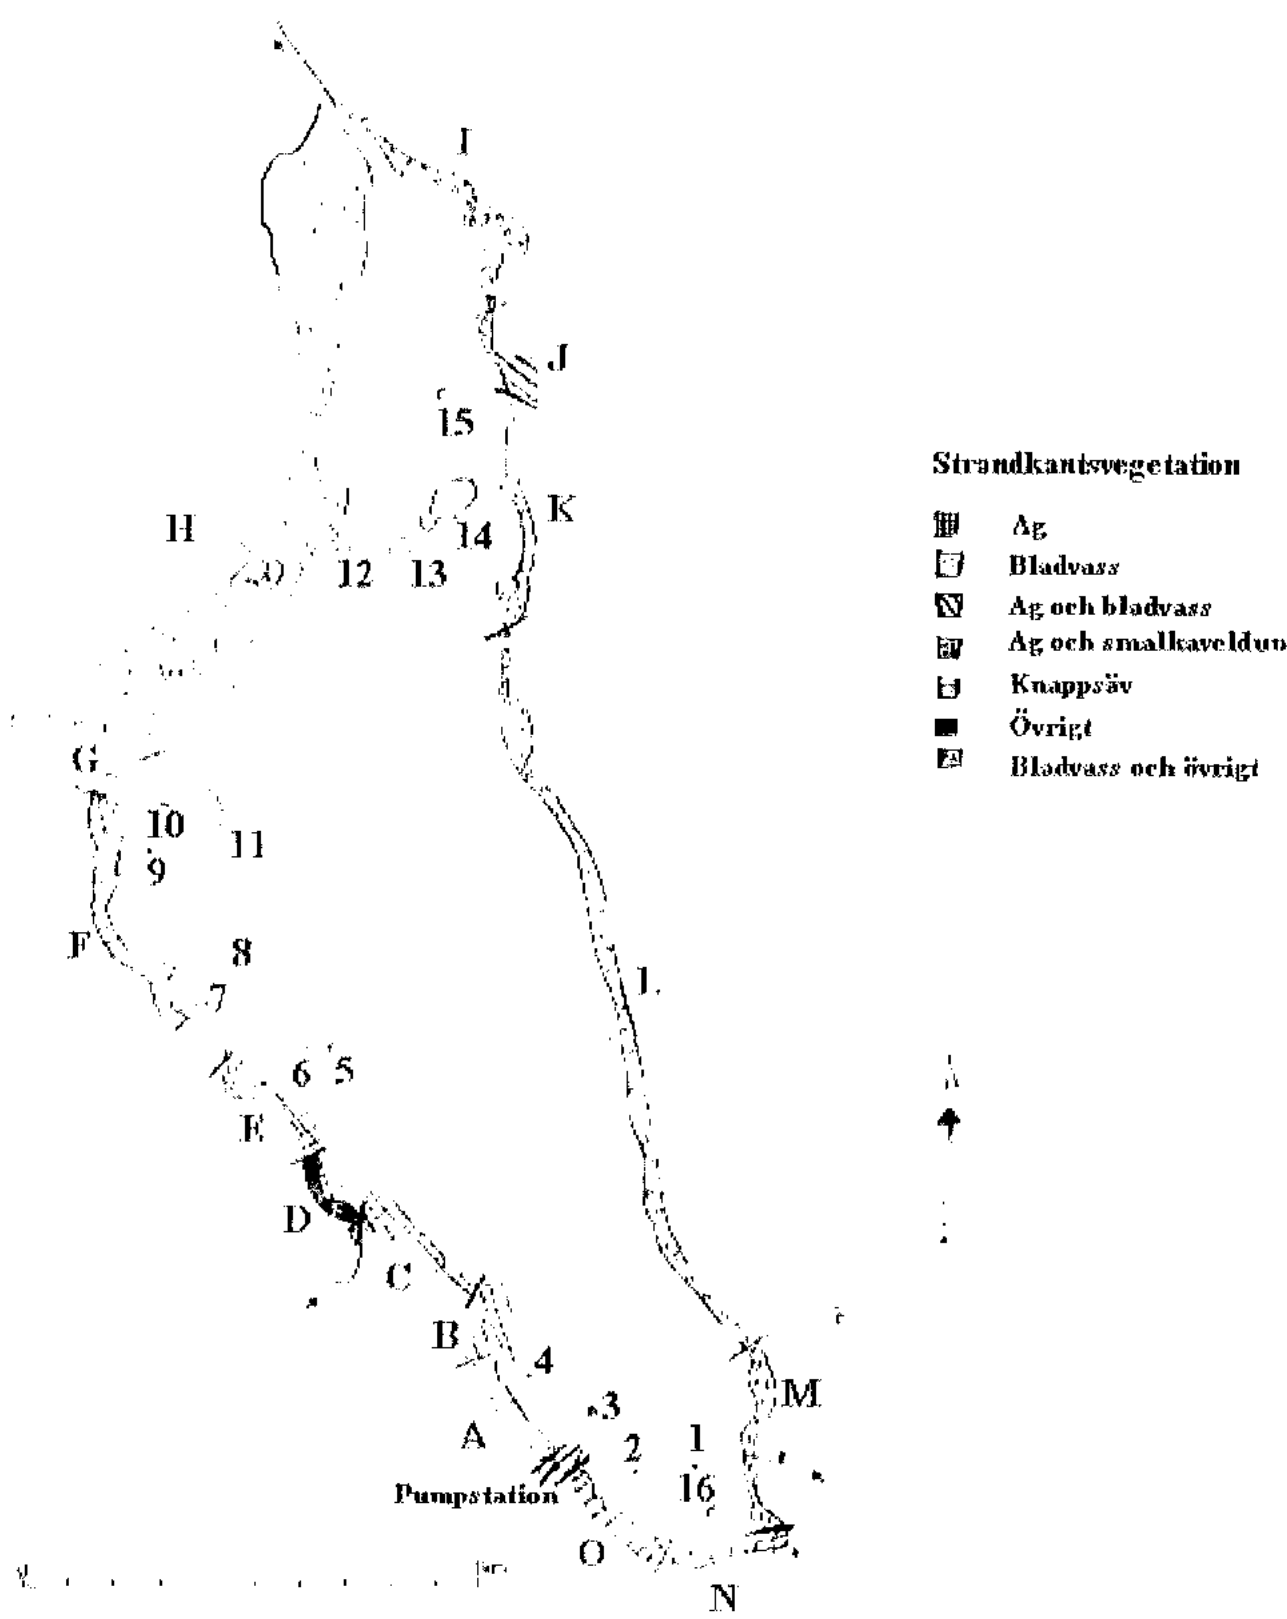 I
J
15
Strandkantsvegetation
K
H
14
Ag
12
13
Bladvass
Ag och bladvass
Ag och smalkaveldun
Knappsäv
Övrigt
G
Bladvass och övrigt
10
11
9
F
8
7
L
6 5
E
D
C
B
4
M
3
A
1
2
16
Pumpstation
O
N